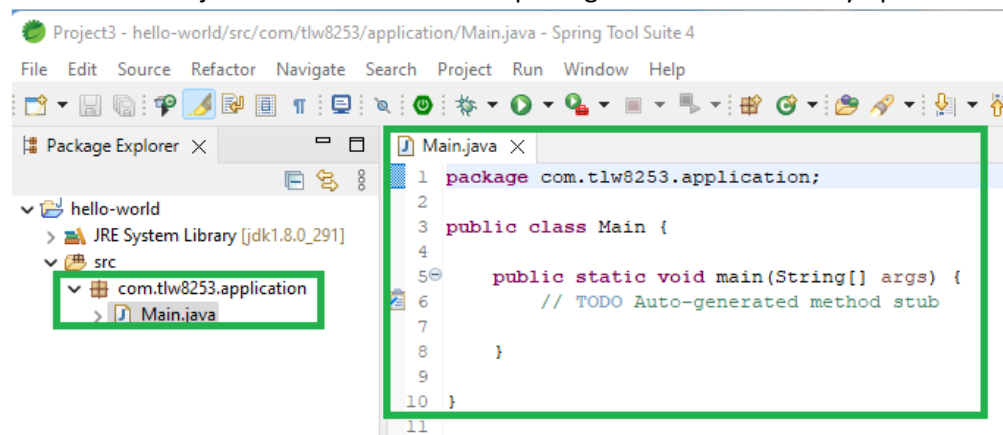 Project3 - hello-world/src/com/tlw8253/application/Main.java - Spring Tool Suite 4
File Edit Source Refactor Navigate Search Project Run Window Help
Package Explorer
hello-world
JRE System Library [jdk1.8.0_291]
src
com.tlw8253.application
Main.java
Main.java
1 package com.tlw8253.application;
2
3 public class Main {
4
5 public static void main(String[] args) {
6 // TODO Auto-generated method stub
7
8 }
9
10 }
11